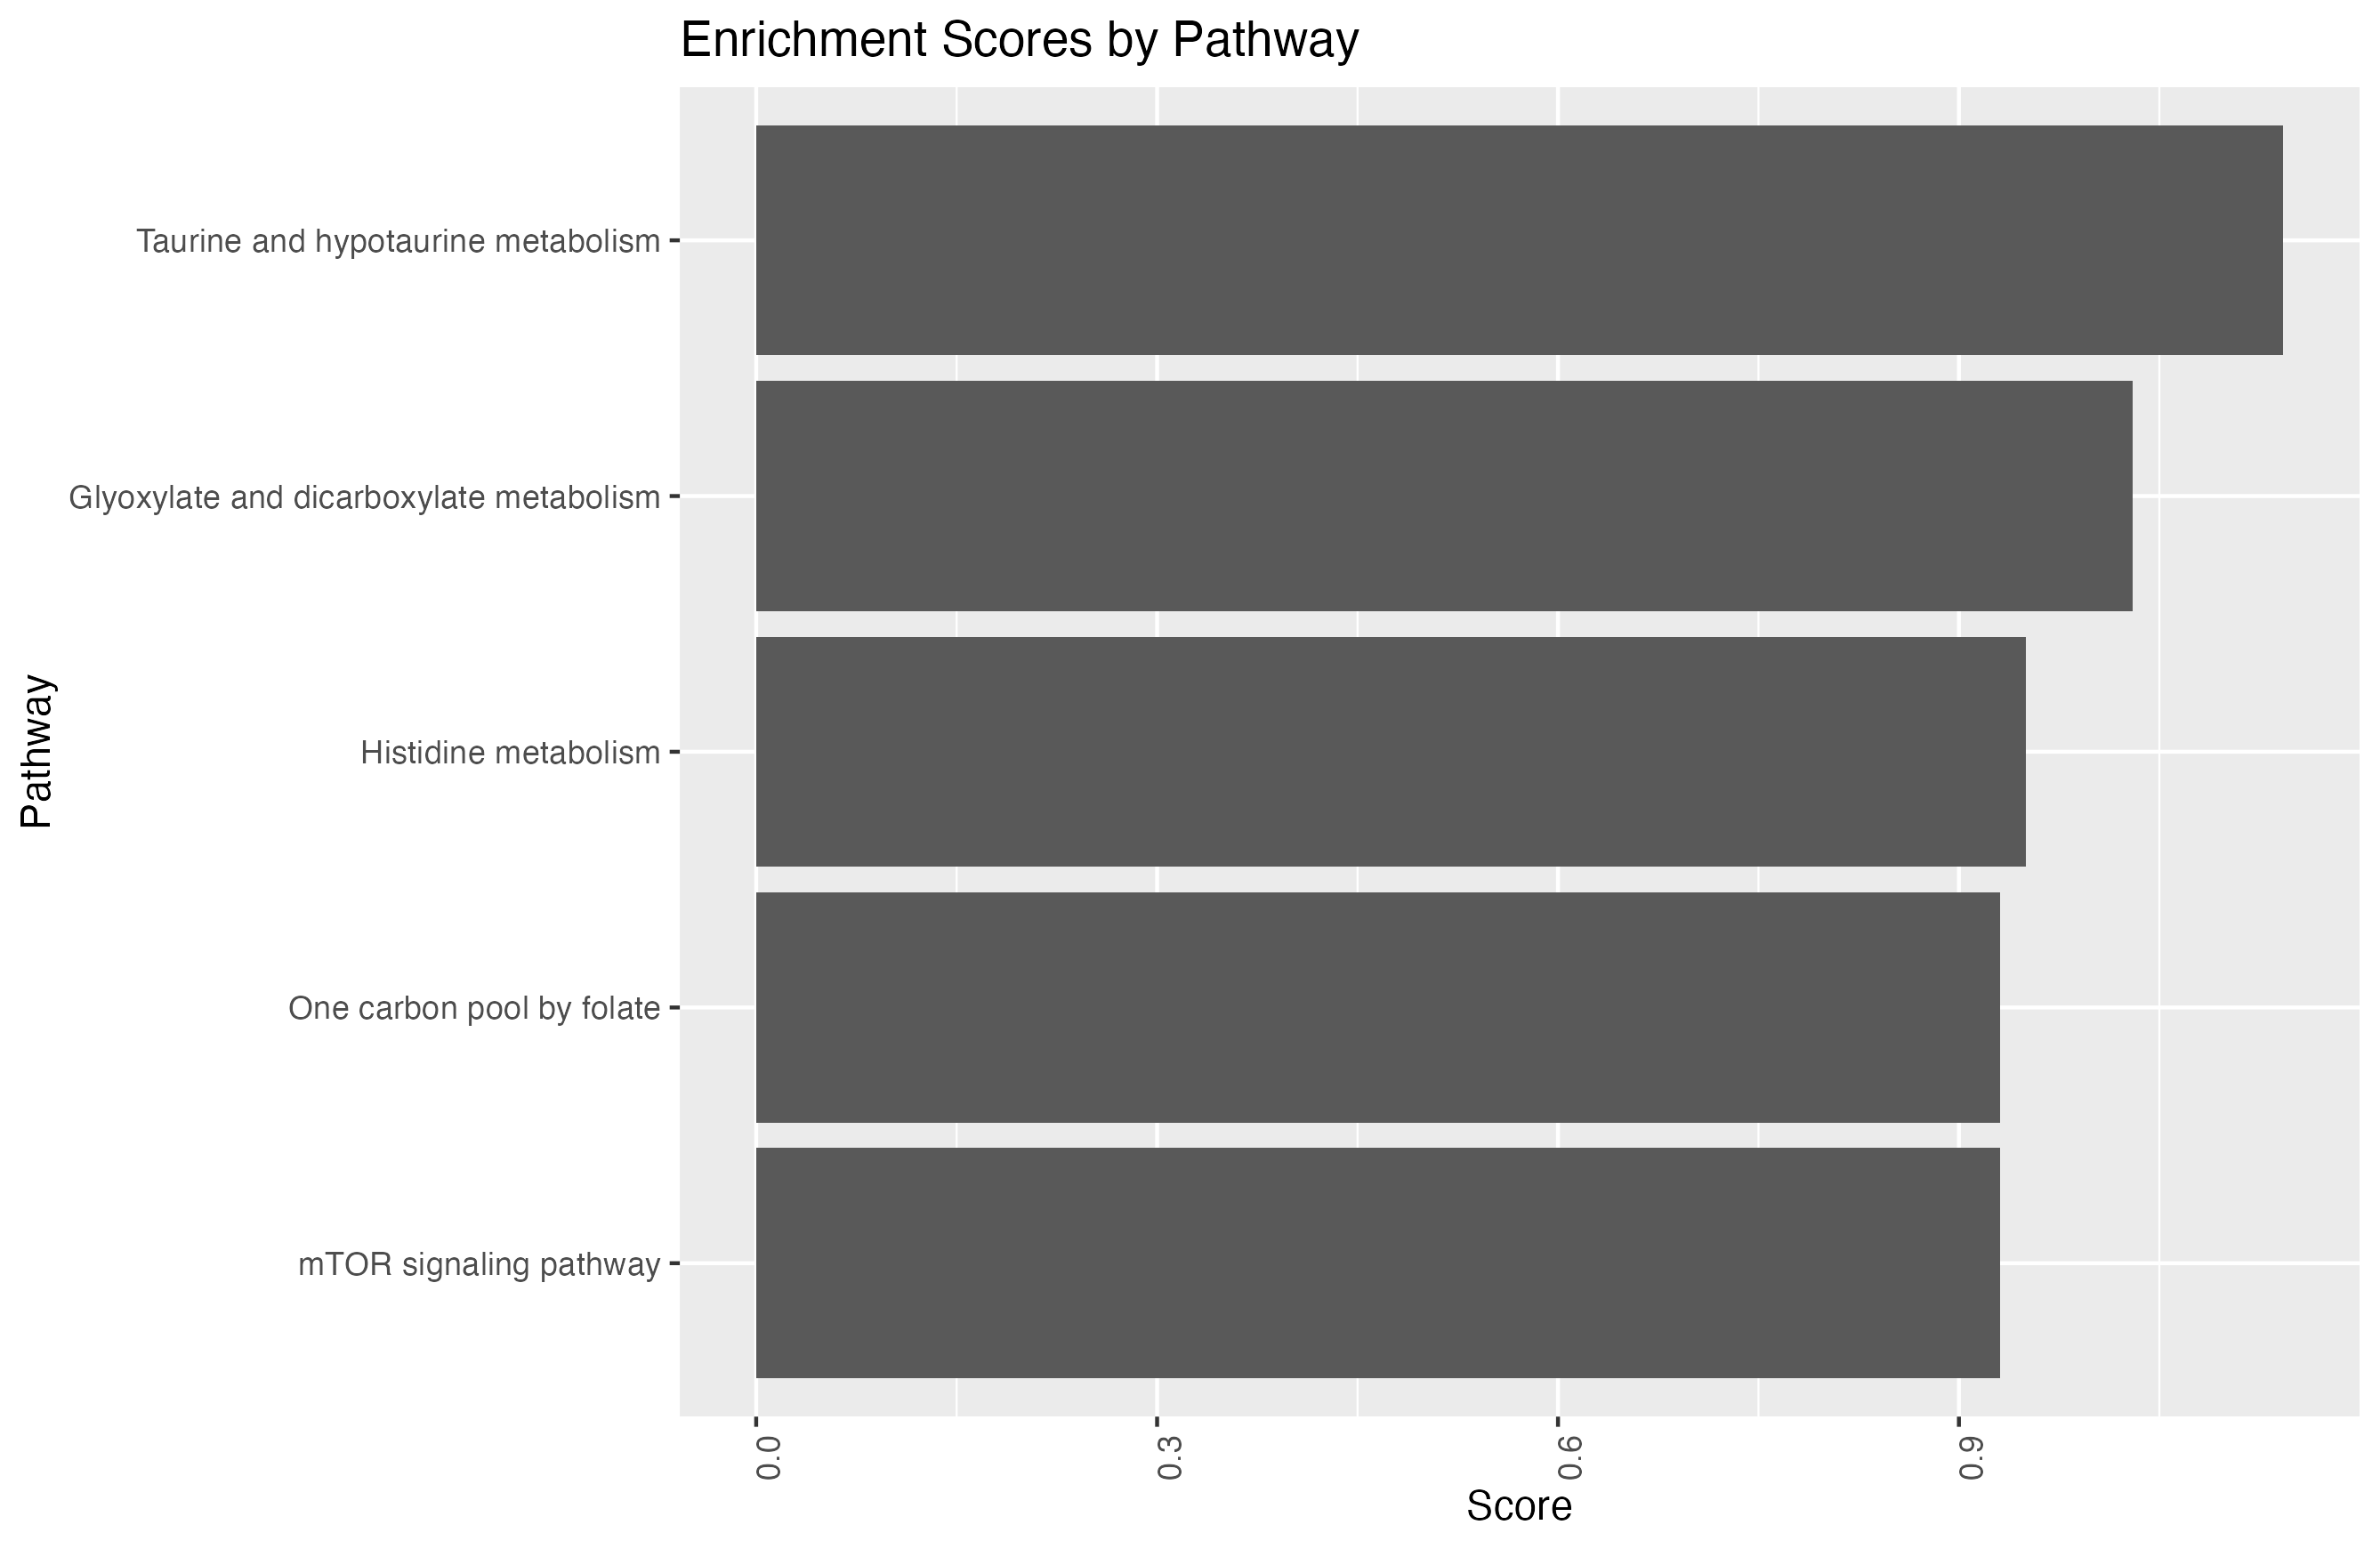 Enrichment Scores by Pathway
Pathway
Taurine and hypotaurine metabolism
Glyoxylate and dicarboxylate metabolism
Histidine metabolism
One carbon pool by folate
mTOR signaling pathway
0.0
0.3
0.6
0.9
Score